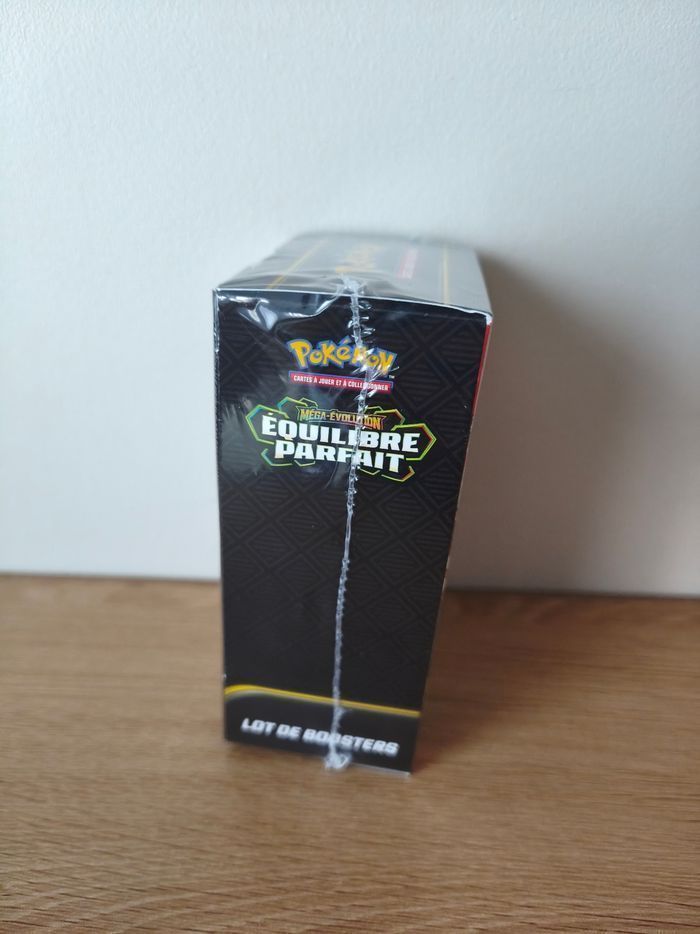 POKéMON
CARTES À JOUER ET À COLLECTIONNER
MÉGA-ÉVOLUTION
ÉQUILIBRE
PARFAIT
LOT DE BOOSTERS